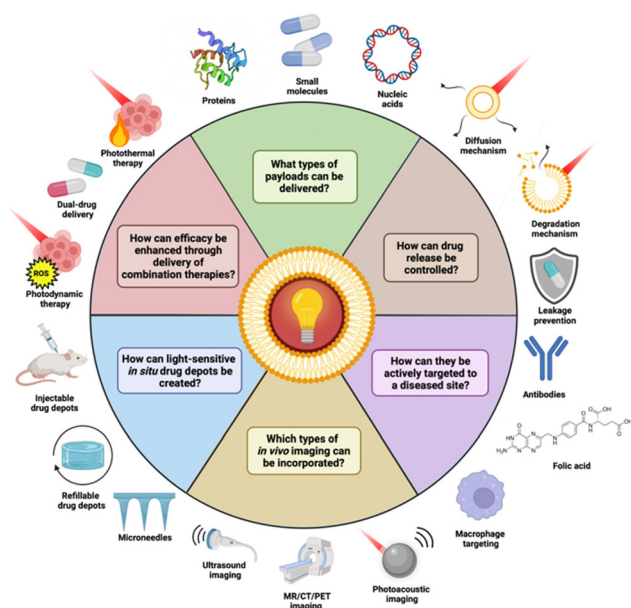 Proteins
Small
molecules
Nucleic
acids
Diffusion
mechanism
Degradation
mechanism
Leakage
prevention
Antibodies
Folic acid
Macrophage
targeting
Photoacoustic
imaging
MR/CT/PET
imaging
Ultrasound
imaging
Microneedles
Refillable
drug depots
Injectable
drug depots
Photodynamic
therapy
ROS
Dual-drug
delivery
Photothermal
therapy
What types of
payloads can be
delivered?
How can drug
release be
controlled?
How can they be
actively targeted to
a diseased site?
Which types of
in vivo imaging can
be incorporated?
How can light-sensitive
in situ drug depots be
created?
How can efficacy be
enhanced through
delivery of
combination therapies?
O
HN
H₂N
N
N
N
N
H
O
N
H
O
OH
OH
O